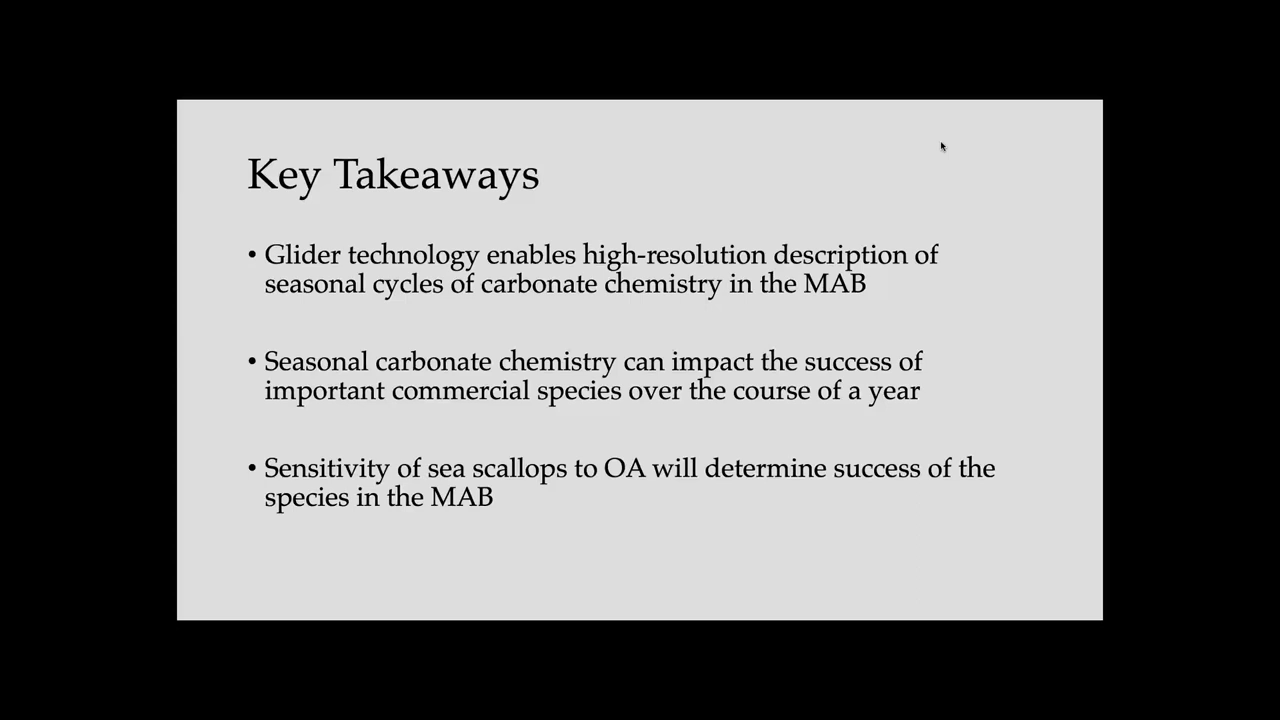 Key Takeaways
• Glider technology enables high-resolution description of
seasonal cycles of carbonate chemistry in the MAB
• Seasonal carbonate chemistry can impact the success of
important commercial species over the course of a year
• Sensitivity of sea scallops to OA will determine success of the
species in the MAB